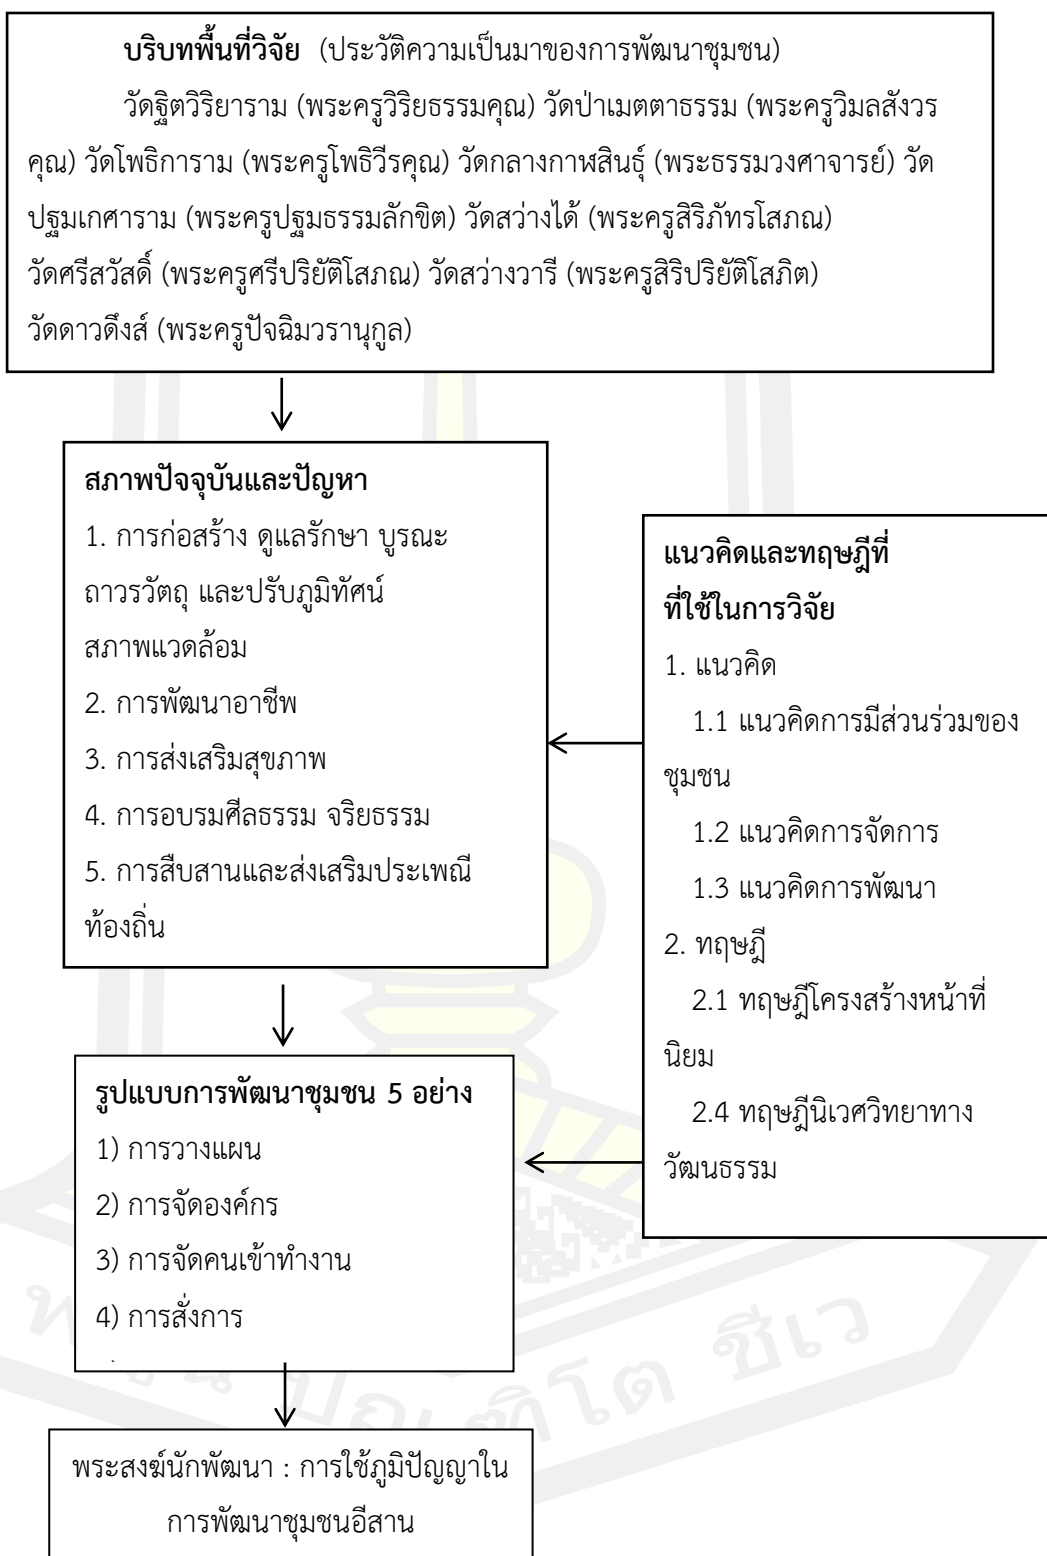 บริบทพื้นที่วิจัย (ประวัติความเป็นมาของการพัฒนาชุมชน)
วัดฐิตวิริยาราม (พระครูวิริยธรรมคุณ) วัดป่าเมตตาธรรม (พระครูวิมลสังวร
คุณ) วัดโพธิการาม (พระครูโพธิวีรคุณ) วัดกลางกาฬสินธุ์ (พระธรรมวงศาจารย์) วัด
ปฐมเกศาราม (พระครูปฐมธรรมลักขิต) วัดสว่างได้ (พระครูสิริภัทรโสภณ)
วัดศรีสวัสดิ์ (พระครูศรีปริยัติโสภณ) วัดสว่างวารี (พระครูสิริปริยัติโสภิต)
วัดดาวดึงส์ (พระครูปัจฉิมวรานุกูล)
สภาพปัจจุบันและปัญหา
1. การก่อสร้าง ดูแลรักษา บูรณะ
ถาวรวัตถุ และปรับภูมิทัศน์
สภาพแวดล้อม
2. การพัฒนาอาชีพ
3. การส่งเสริมสุขภาพ
4. การอบรมศีลธรรม จริยธรรม
5. การสืบสานและส่งเสริมประเพณี
ท้องถิ่น
แนวคิดและทฤษฎีที่
ที่ใช้ในการวิจัย
1. แนวคิด
1.1 แนวคิดการมีส่วนร่วมของ
ชุมชน
1.2 แนวคิดการจัดการ
1.3 แนวคิดการพัฒนา
2. ทฤษฎี
2.1 ทฤษฎีโครงสร้างหน้าที่
นิยม
2.4 ทฤษฎีนิเวศวิทยาทาง
วัฒนธรรม
รูปแบบการพัฒนาชุมชน 5 อย่าง
1) การวางแผน
2) การจัดองค์กร
3) การจัดคนเข้าทำงาน
4) การสั่งการ
พระสงฆ์นักพัฒนา : การใช้ภูมิปัญญาใน
การพัฒนาชุมชนอีสาน